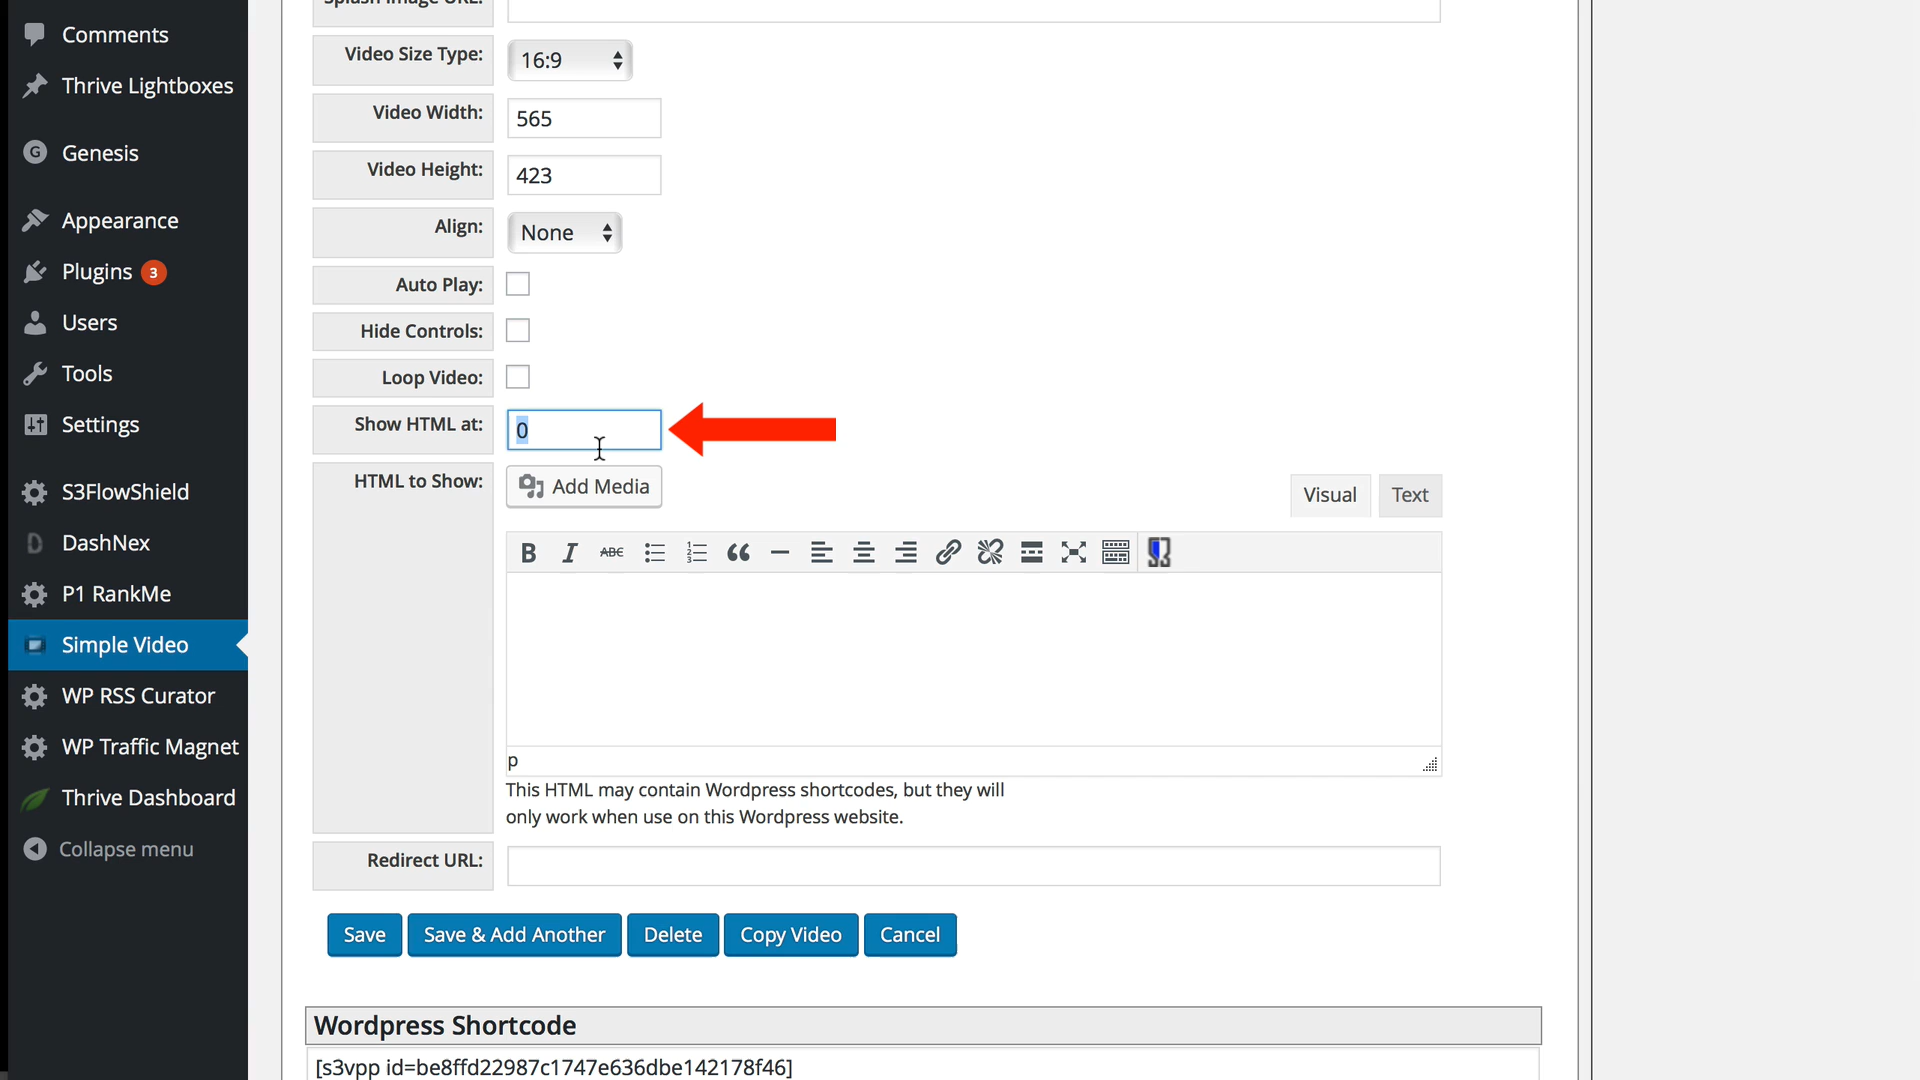 Comments
Thrive Lightboxes
Genesis
Appearance
Plugins 3
Users
Tools
Settings
S3FlowShield
DashNex
P1 RankMe
Simple Video
WP RSS Curator
WP Traffic Magnet
Thrive Dashboard
Collapse menu
Splash Image URL:
Video Size Type: 16:9
Video Width: 565
Video Height: 423
Align: None
Auto Play:
Hide Controls:
Loop Video:
Show HTML at: 0
HTML to Show: Add Media
Visual Text
B I ABC
p
This HTML may contain Wordpress shortcodes, but they will
only work when use on this Wordpress website.
Redirect URL:
Save Save & Add Another Delete Copy Video Cancel
Wordpress Shortcode
[s3vpp id=be8ffd22987c1747e636dbe142178f46]